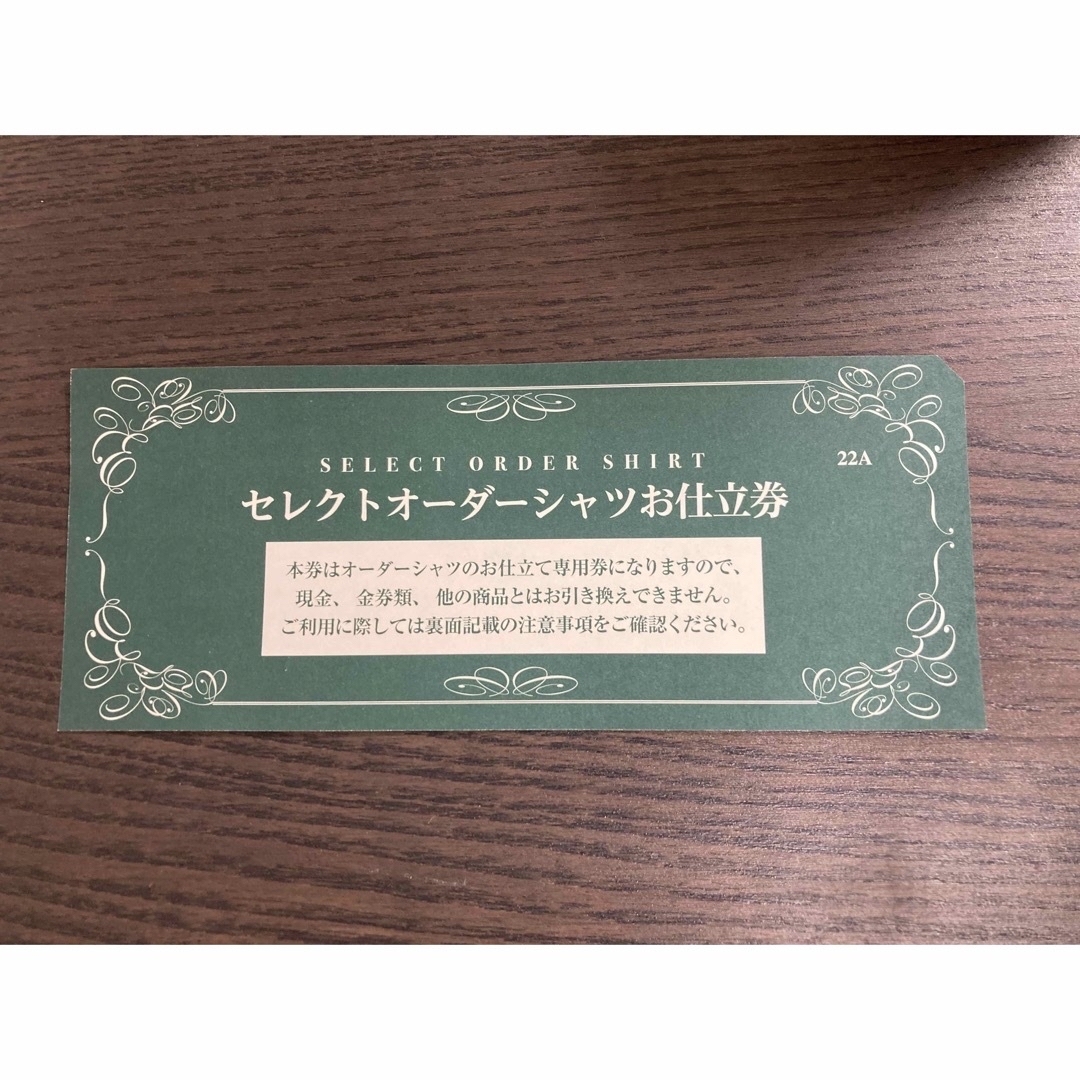 SELECT ORDER SHIRT
22A
セレクトオーダーシャツお仕立券
本券はオーダーシャツのお仕立て専用券になりますので、
現金、金券類、他の商品とはお引き換えできません。
ご利用に際しては裏面記載の注意事項をご確認ください。